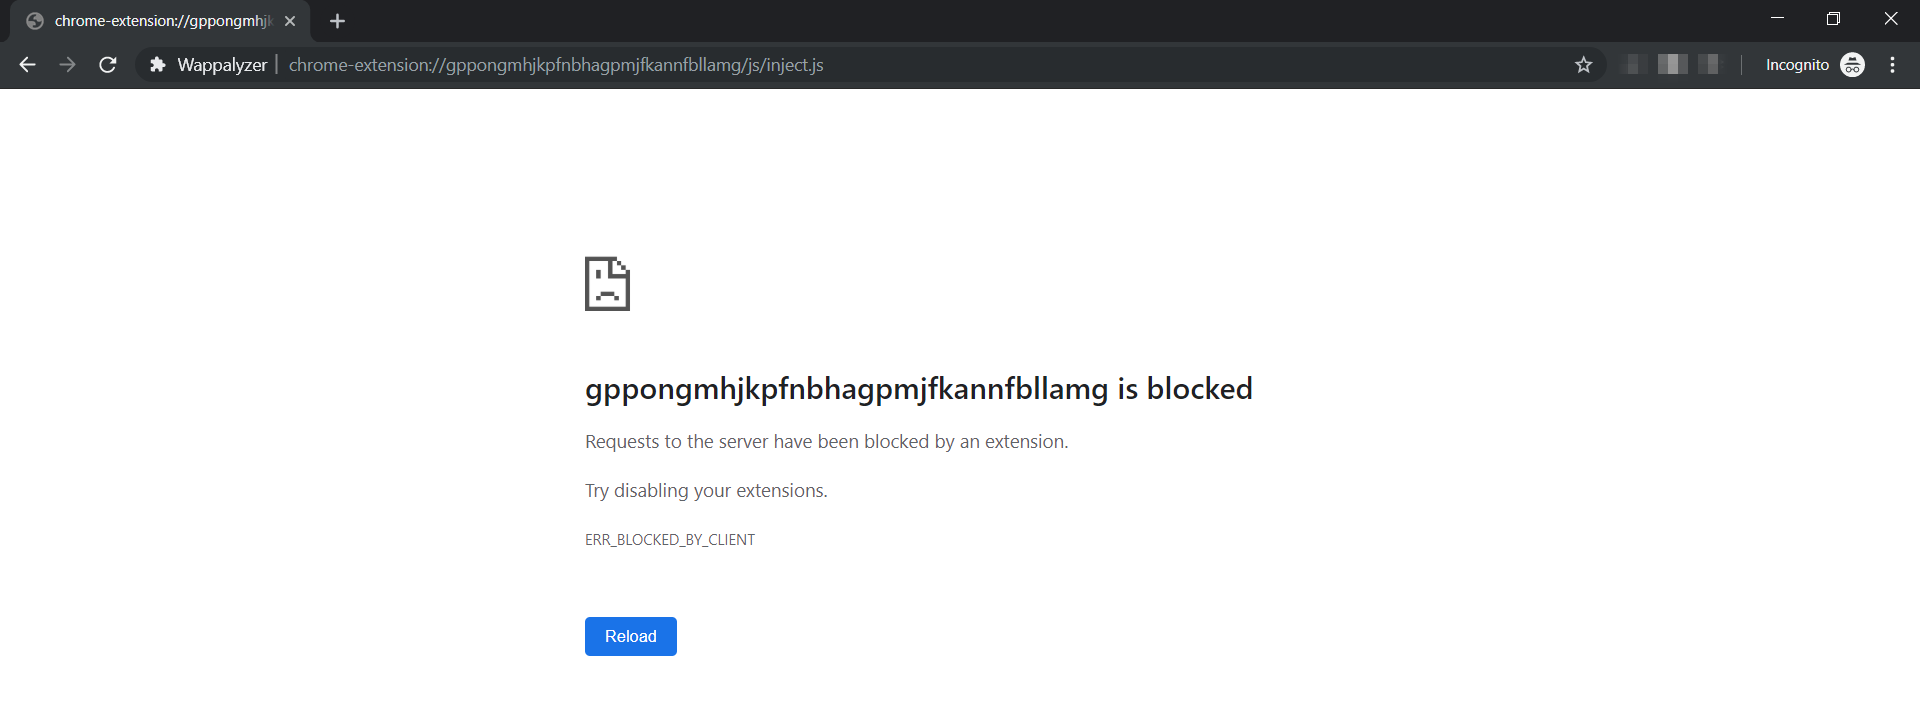 chrome-extension://gppongmhjk
Wappalyzer | chrome-extension://gppongmhjkpfnbhagpmjfkannfbllamg/js/inject.js
Incognito
gppongmhjkpfnbhagpmjfkannfbllamg is blocked
Requests to the server have been blocked by an extension.
Try disabling your extensions.
ERR_BLOCKED_BY_CLIENT
Reload